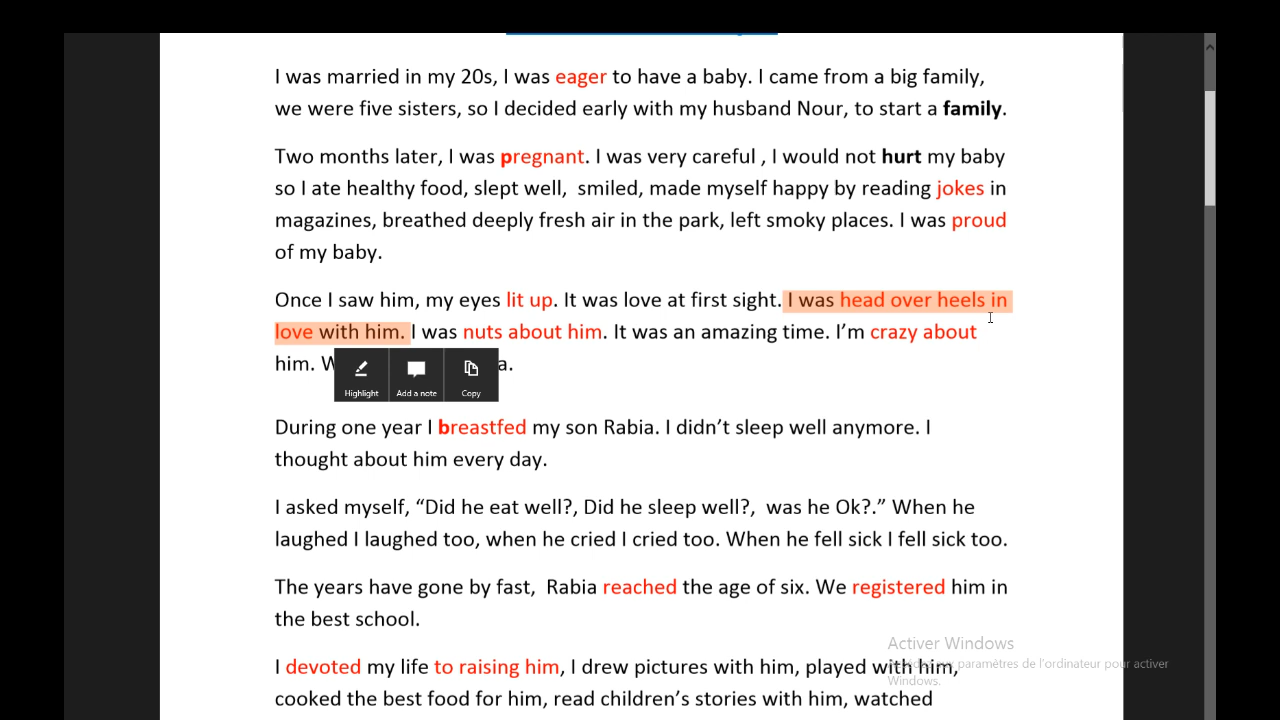 I was married in my 20s, I was eager to have a baby. I came from a big family,
we were five sisters, so I decided early with my husband Nour, to start a family.
Two months later, I was pregnant. I was very careful , I would not hurt my baby
so I ate healthy food, slept well,  smiled, made myself happy by reading jokes in
magazines, breathed deeply fresh air in the park, left smoky places. I was proud
of my baby.
Once I saw him, my eyes lit up. It was love at first sight. I was head over heels in
love with him. I was nuts about him. It was an amazing time. I’m crazy about
him. W a.
Highlight Add a note Copy
During one year I breastfed my son Rabia. I didn’t sleep well anymore. I
thought about him every day.
I asked myself, “Did he eat well?, Did he sleep well?,  was he Ok?.” When he
laughed I laughed too, when he cried I cried too. When he fell sick I fell sick too.
The years have gone by fast,  Rabia reached the age of six. We registered him in
the best school.
I devoted my life to raising him, I drew pictures with him, played with him,
cooked the best food for him, read children’s stories with him, watched
Activer Windows
aux paramètres de l'ordinateur pour activer
Windows.